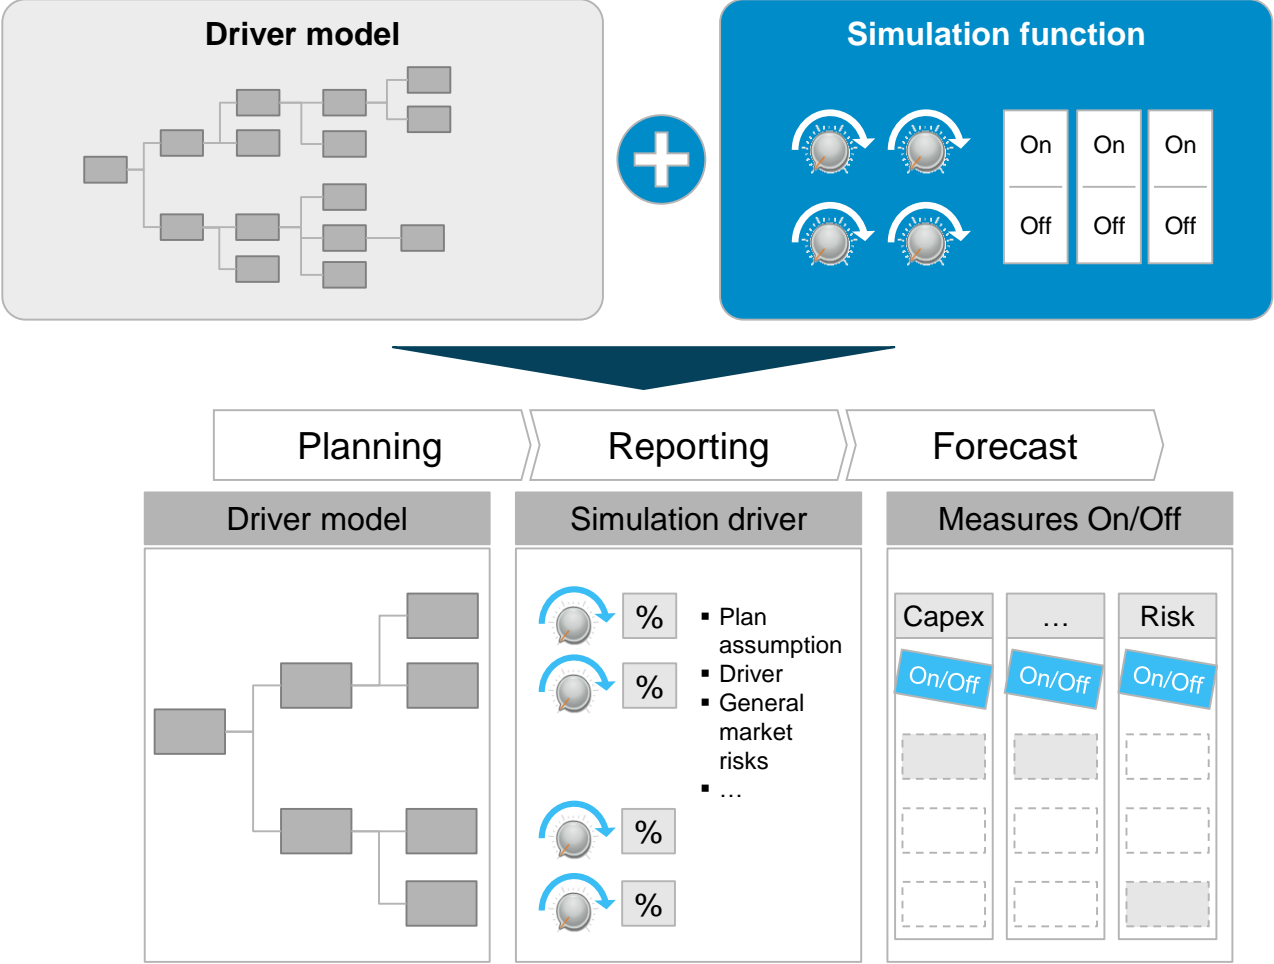 Driver model
Simulation function
On
On
On
Off
Off
Off
Planning
Reporting
Forecast
Driver model
Simulation driver
Measures On/Off
%
%
%
%
▪ Plan
assumption
▪ Driver
▪ General
market
risks
▪ …
Capex
…
Risk
On/Off
On/Off
On/Off